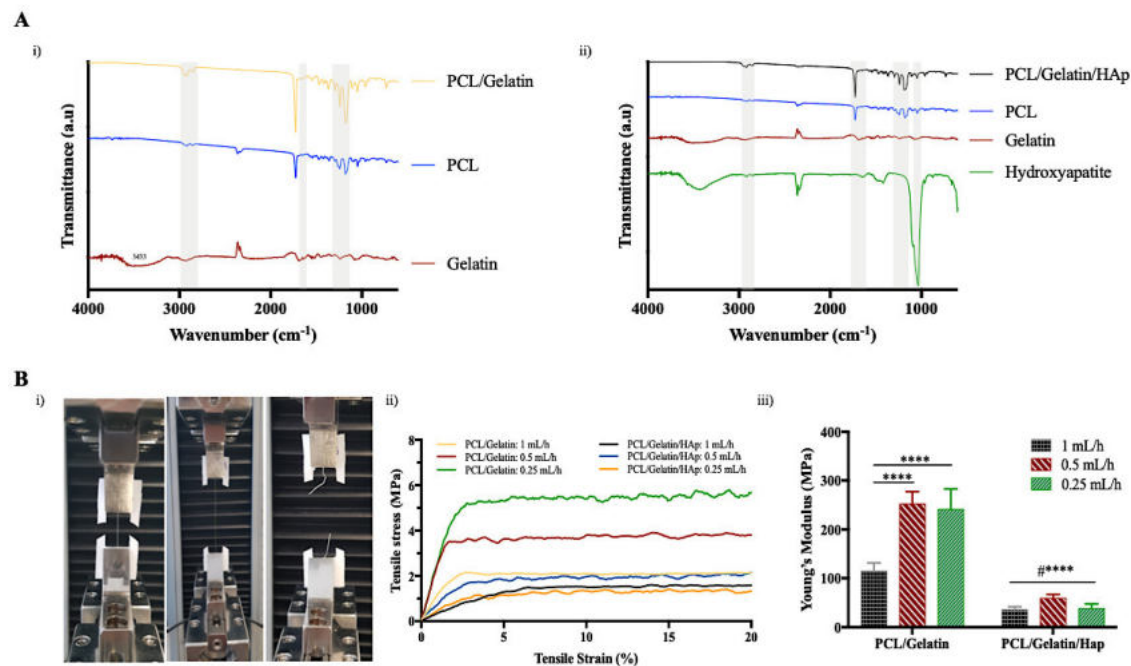 A
i)
PCL/Gelatin
PCL
3433
Gelatin
Transmittance (a.u)
4000 3000 2000 1000
Wavenumber (cm-1)
ii)
PCL/Gelatin/HAp
PCL
Gelatin
Hydroxyapatite
Transmittance (a.u)
4000 3000 2000 1000
Wavenumber (cm-1)
B
i)
ii)
PCL/Gelatin: 1 mL/h
PCL/Gelatin: 0.5 mL/h
PCL/Gelatin: 0.25 mL/h
PCL/Gelatin/HAp: 1 mL/h
PCL/Gelatin/HAp: 0.5 mL/h
PCL/Gelatin/HAp: 0.25 mL/h
Tensile stress (MPa)
8
6
4
2
0
0 5 10 15 20
Tensile Strain (%)
iii)
1 mL/h
0.5 mL/h
0.25 mL/h
Young's Modulus (MPa)
400
300
200
100
0
****
****
#****
PCL/Gelatin PCL/Gelatin/Hap